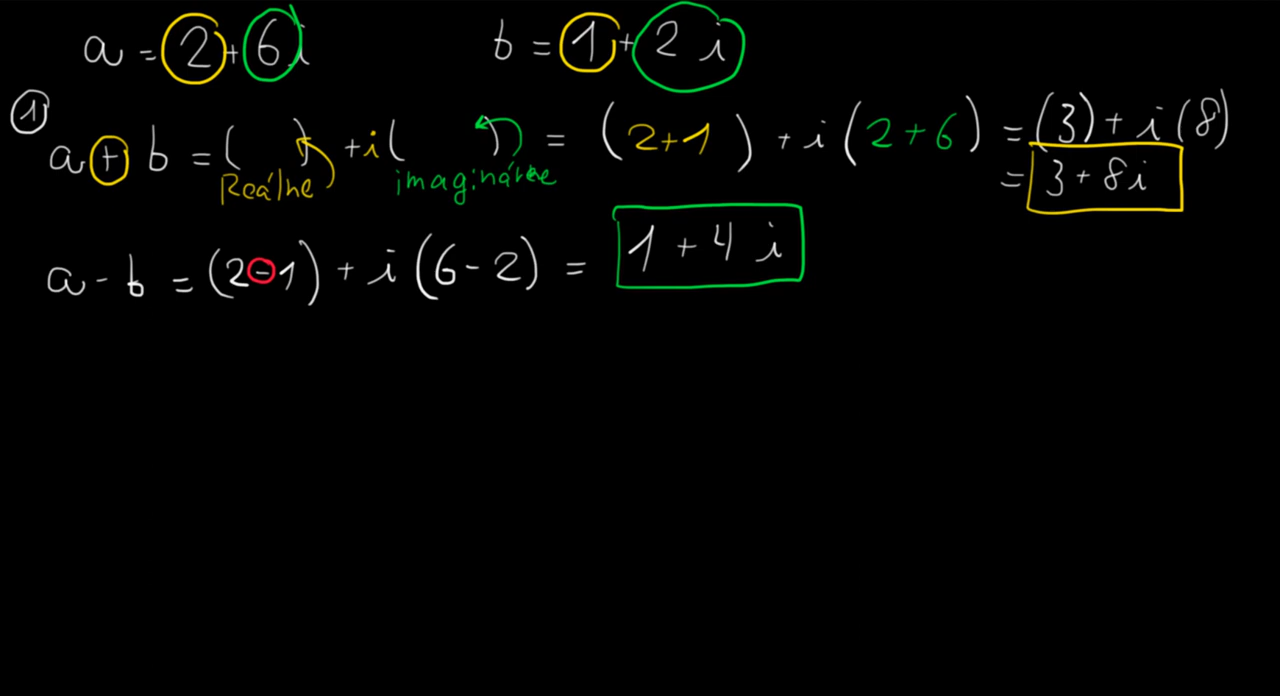 a = 2 + 6i b = 1 + 2i
① a + b = ( ) + i( ) = (2+1) + i(2+6) = (3) + i(8)
Reálne imaginárne = 3 + 8i
a - b = (2-1) + i(6-2) = 1 + 4i